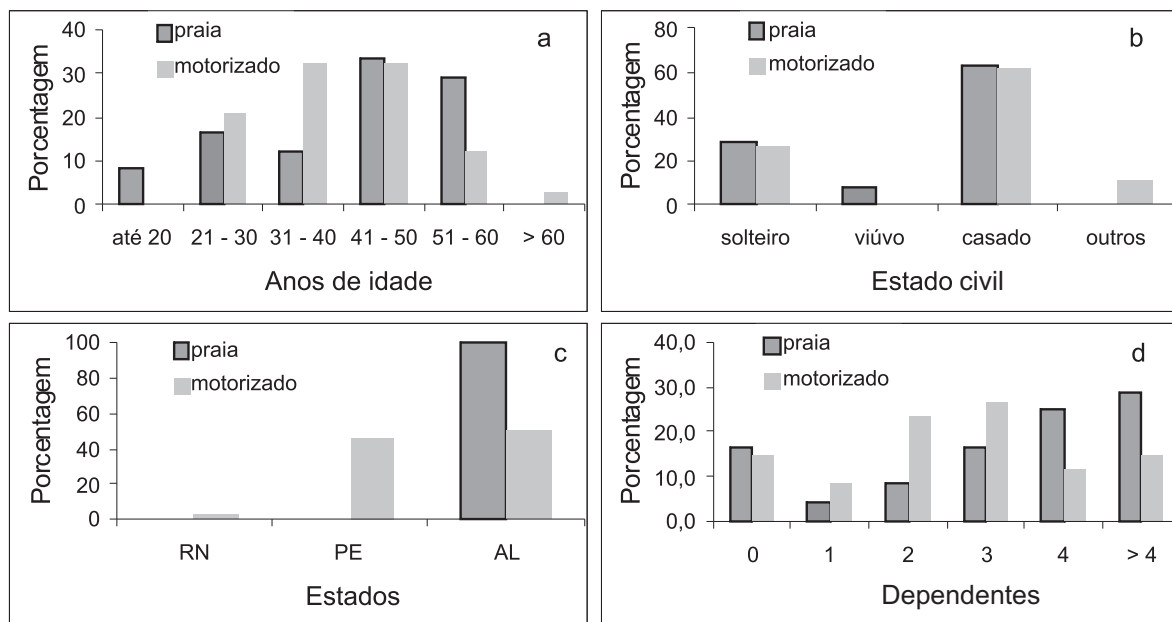 a
praia
motorizado
Porcentagem
40
30
20
10
0
até 20 21 - 30 31 - 40 41 - 50 51 - 60 > 60
Anos de idade
b
praia
motorizado
Porcentagem
80
60
40
20
0
solteiro viúvo casado outros
Estado civil
c
praia
motorizado
Porcentagem
100
80
60
40
20
0
RN PE AL
Estados
d
praia
motorizado
Porcentagem
40,0
30,0
20,0
10,0
0,0
0 1 2 3 4 > 4
Dependentes